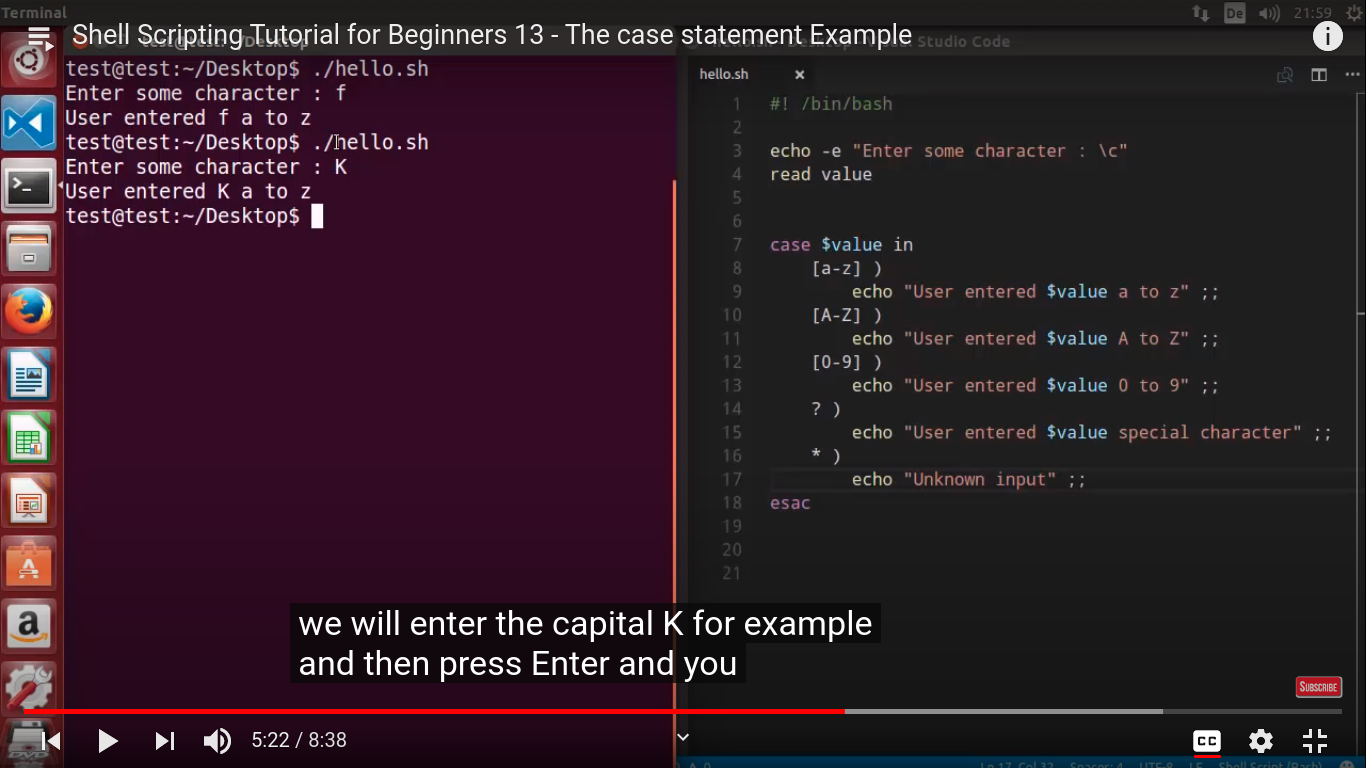 Terminal
De
21:59
Shell Scripting Tutorial for Beginners 13 - The case statement Example
test@test:~/Desktop$ ./hello.sh
Enter some character : f
User entered f a to z
test@test:~/Desktop$ ./hello.sh
Enter some character : K
User entered K a to z
test@test:~/Desktop$
hello.sh
1 #! /bin/bash
2
3 echo -e "Enter some character : \c"
4 read value
5
6
7 case $value in
8 [a-z] )
9 echo "User entered $value a to z" ;;
10 [A-Z] )
11 echo "User entered $value A to Z" ;;
12 [0-9] )
13 echo "User entered $value 0 to 9" ;;
14 ? )
15 echo "User entered $value special character" ;;
16 * )
17 echo "Unknown input" ;;
18 esac
19
20
21
we will enter the capital K for example
and then press Enter and you
SUBSCRIBE
5:22 / 8:38
CC